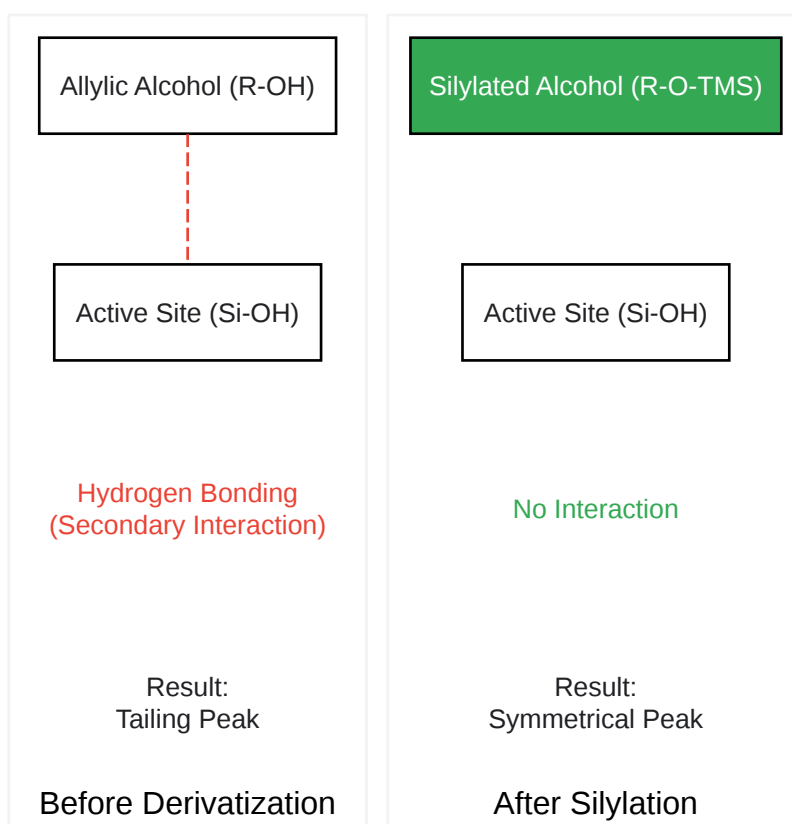 Allylic Alcohol (R-OH)
Active Site (Si-OH)
Hydrogen Bonding
(Secondary Interaction)
Result:
Tailing Peak
Before Derivatization
Silylated Alcohol (R-O-TMS)
Active Site (Si-OH)
No Interaction
Result:
Symmetrical Peak
After Silylation